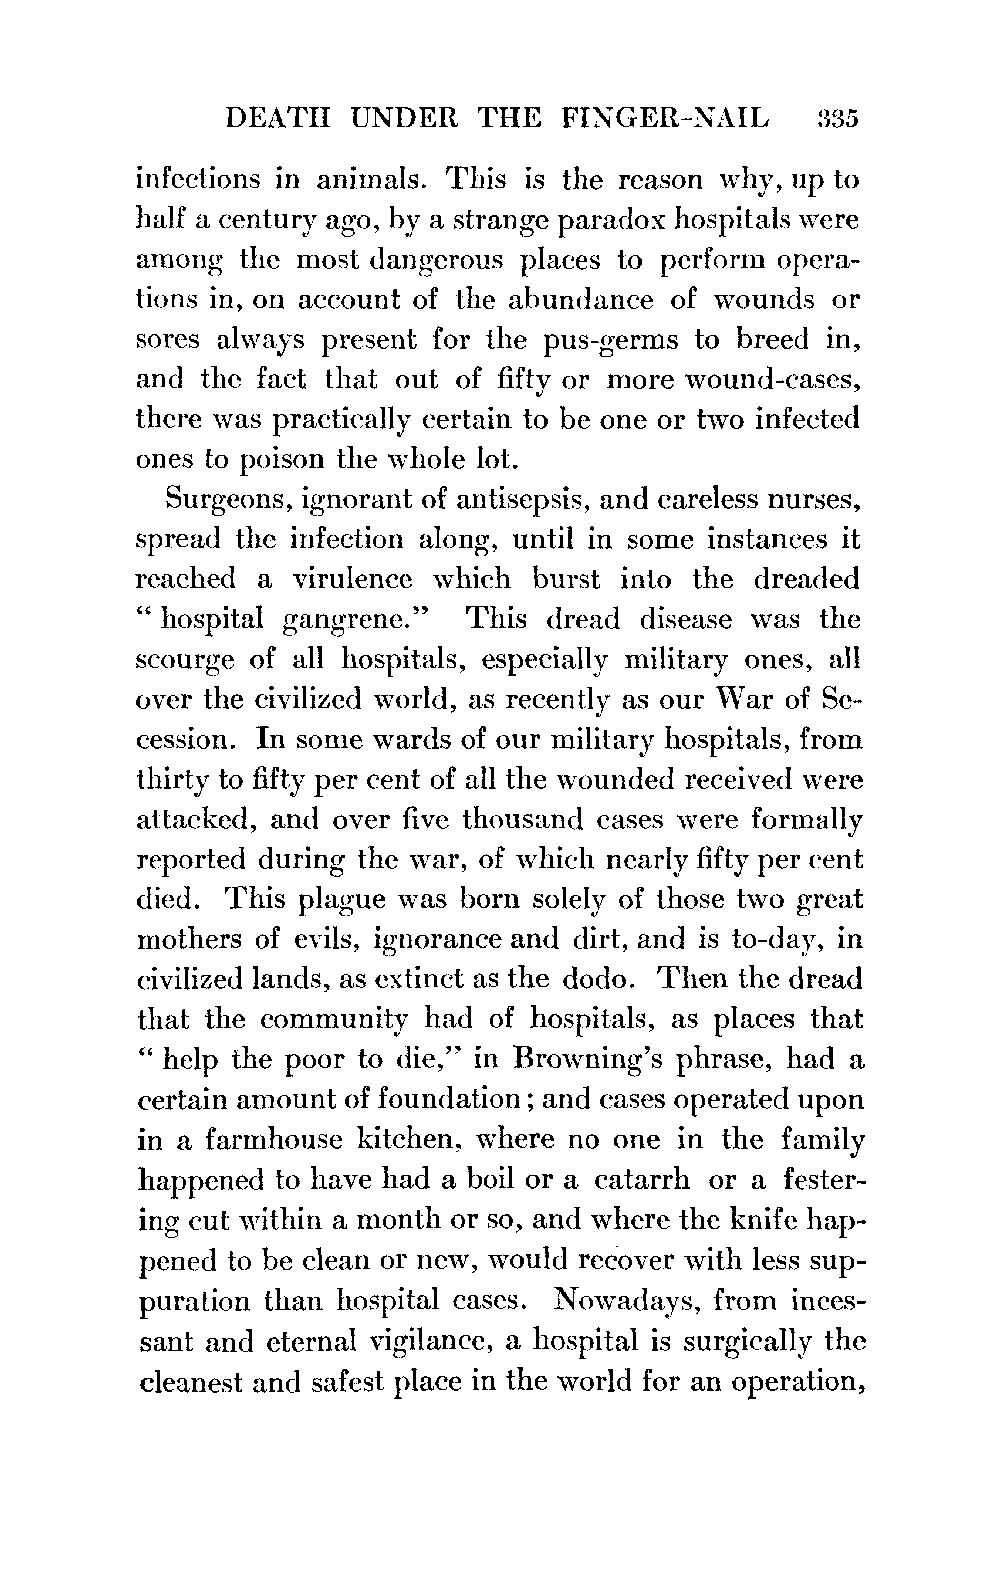 DEATH UNDER THE FINGER-NAIL 335
infections in animals. This is the reason why, up to
half a century ago, by a strange paradox hospitals were
among the most dangerous places to perform opera-
tions in, on account of the abundance of wounds or
sores always present for the pus-germs to breed in,
and the fact that out of fifty or more wound-cases,
there was practically certain to be one or two infected
ones to poison the whole lot.
Surgeons, ignorant of antisepsis, and careless nurses,
spread the infection along, until in some instances it
reached a virulence which burst into the dreaded
“ hospital gangrene.” This dread disease was the
scourge of all hospitals, especially military ones, all
over the civilized world, as recently as our War of Se-
cession. In some wards of our military hospitals, from
thirty to fifty per cent of all the wounded received were
attacked, and over five thousand cases were formally
reported during the war, of which nearly fifty per cent
died. This plague was born solely of those two great
mothers of evils, ignorance and dirt, and is to-day, in
civilized lands, as extinct as the dodo. Then the dread
that the community had of hospitals, as places that
“ help the poor to die,” in Browning’s phrase, had a
certain amount of foundation ; and cases operated upon
in a farmhouse kitchen, where no one in the family
happened to have had a boil or a catarrh or a fester-
ing cut within a month or so, and where the knife hap-
pened to be clean or new, would recover with less sup-
puration than hospital cases. Nowadays, from inces-
sant and eternal vigilance, a hospital is surgically the
cleanest and safest place in the world for an operation,